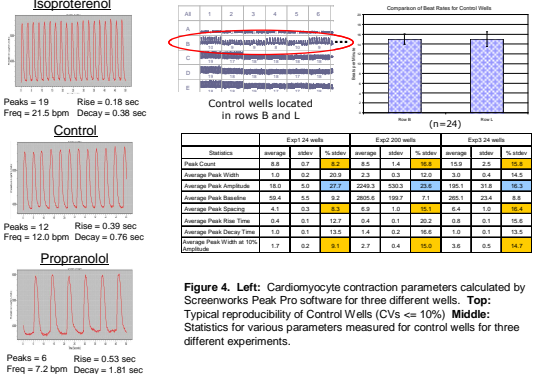 Isoproterenol
Peaks = 19 Rise = 0.18 sec
Freq = 21.5 bpm Decay = 0.38 sec
Control
Peaks = 12 Rise = 0.39 sec
Freq = 12.0 bpm Decay = 0.76 sec
Propranolol
Peaks = 6 Rise = 0.53 sec
Freq = 7.2 bpm Decay = 1.81 sec
All 1 2 3 4 5 6
A
B
C
D
E
Control wells located
in rows B and L
Comparison of Beat Rates for Control Wells
Beats per Minute
Row B Row L
(n=24)
Exp1 24 wells Exp2 200 wells Exp3 24 wells
Statistics average stdev % stdev average stdev % stdev average stdev % stdev
Peak Count 8.8 0.7 8.2 8.5 1.4 16.8 15.9 2.5 15.8
Average Peak Width 1.0 0.2 20.9 2.3 0.3 12.0 3.0 0.4 14.5
Average Peak Amplitude 18.0 5.0 27.7 2249.3 530.3 23.6 195.1 31.8 16.3
Average Peak Baseline 59.4 5.5 9.2 2805.6 199.7 7.1 265.1 23.4 8.8
Average Peak Spacing 4.1 0.3 8.3 6.9 1.0 15.1 6.4 1.0 16.4
Average Peak Rise Time 0.4 0.1 12.7 0.4 0.1 20.2 0.8 0.1 15.6
Average Peak Decay Time 1.0 0.1 13.5 1.4 0.2 16.6 1.0 0.1 13.5
Average Peak Width at 10%
Amplitude 1.7 0.2 9.1 2.7 0.4 15.0 3.6 0.5 14.7
Figure 4. Left: Cardiomyocyte contraction parameters calculated by
Screenworks Peak Pro software for three different wells. Top:
Typical reproducibility of Control Wells (CVs <= 10%) Middle:
Statistics for various parameters measured for control wells for three
different experiments.